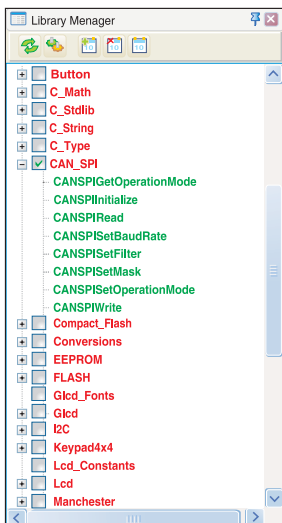 Library Menager
Button
C_Math
C_Stdlib
C_String
C_Type
CAN_SPI
CANSPIGetOperationMode
CANSPIInitialize
CANSPIRead
CANSPISetBaudRate
CANSPISetFilter
CANSPISetMask
CANSPISetOperationMode
CANSPIWrite
Compact_Flash
Conversions
EEPROM
FLASH
Glcd_Fonts
Glcd
I2C
Keypad4x4
Lcd_Constants
Lcd
Manchester